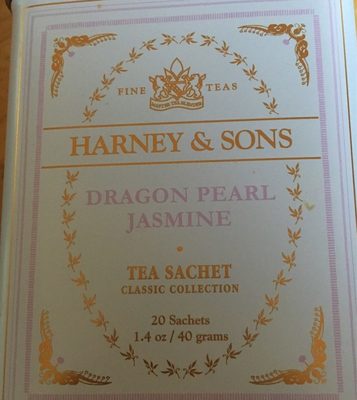 FINE TEAS
HARNEY & SONS
DRAGON PEARL
JASMINE
TEA SACHET
CLASSIC COLLECTION
20 Sachets
1.4 oz / 40 grams